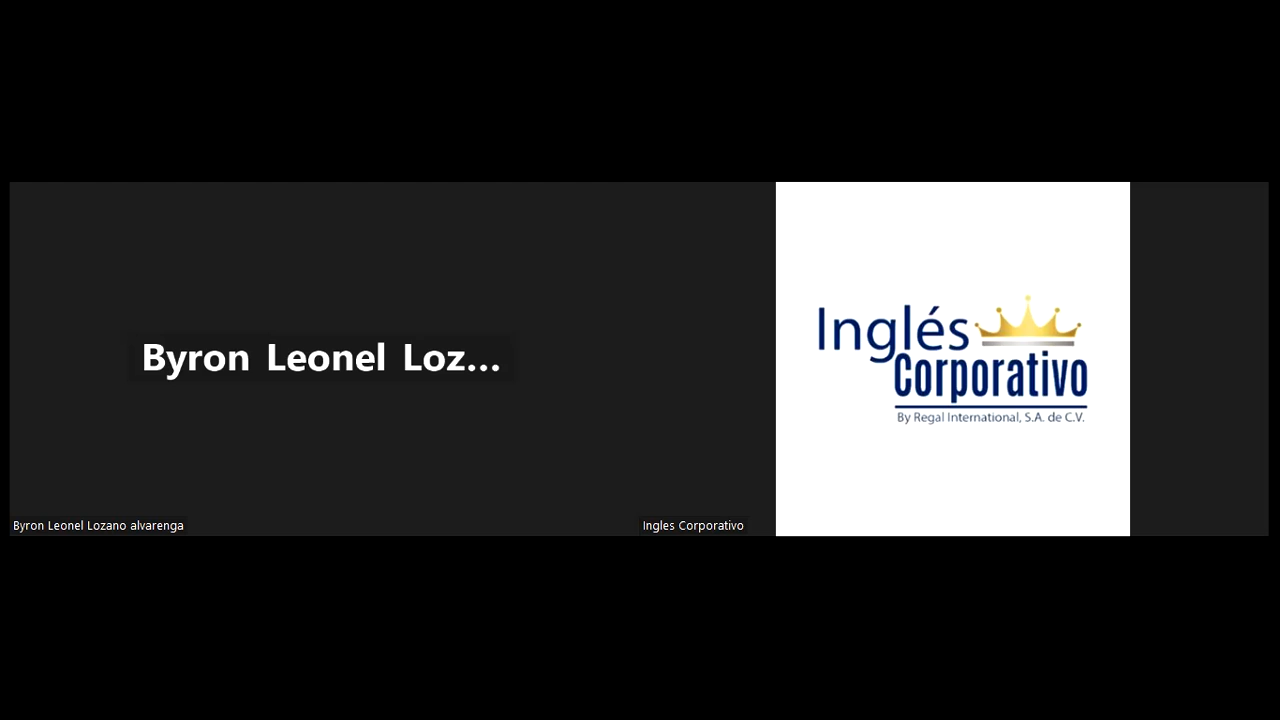 Byron Leonel Loz...
Byron Leonel Lozano alvarenga
Inglés
Corporativo
By Regal International, S.A. de C.V.
Ingles Corporativo